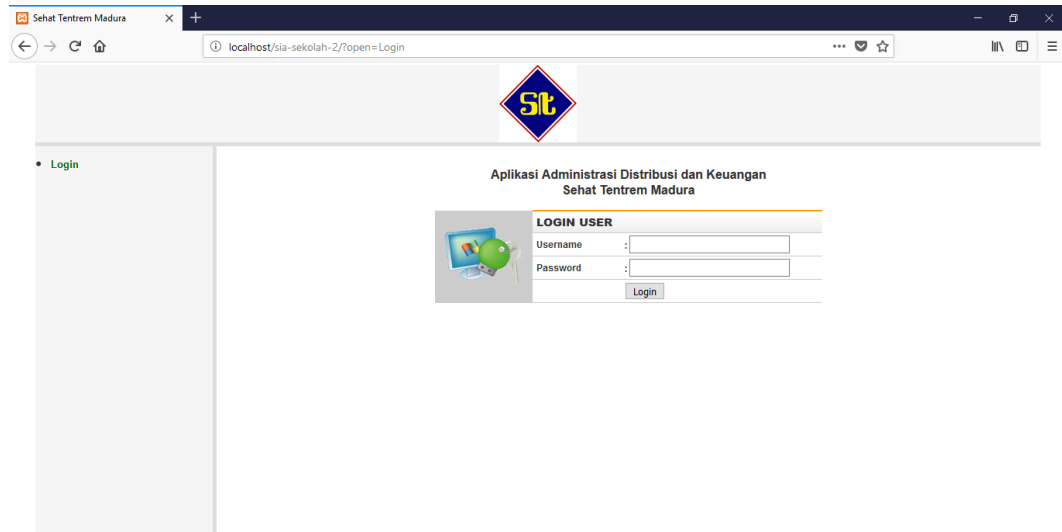 Sehat Tentrem Madura
localhost/sia-sekolah-2/?open=Login
St
Login
Aplikasi Administrasi Distribusi dan Keuangan
Sehat Tentrem Madura
LOGIN USER
Username :
Password :
Login